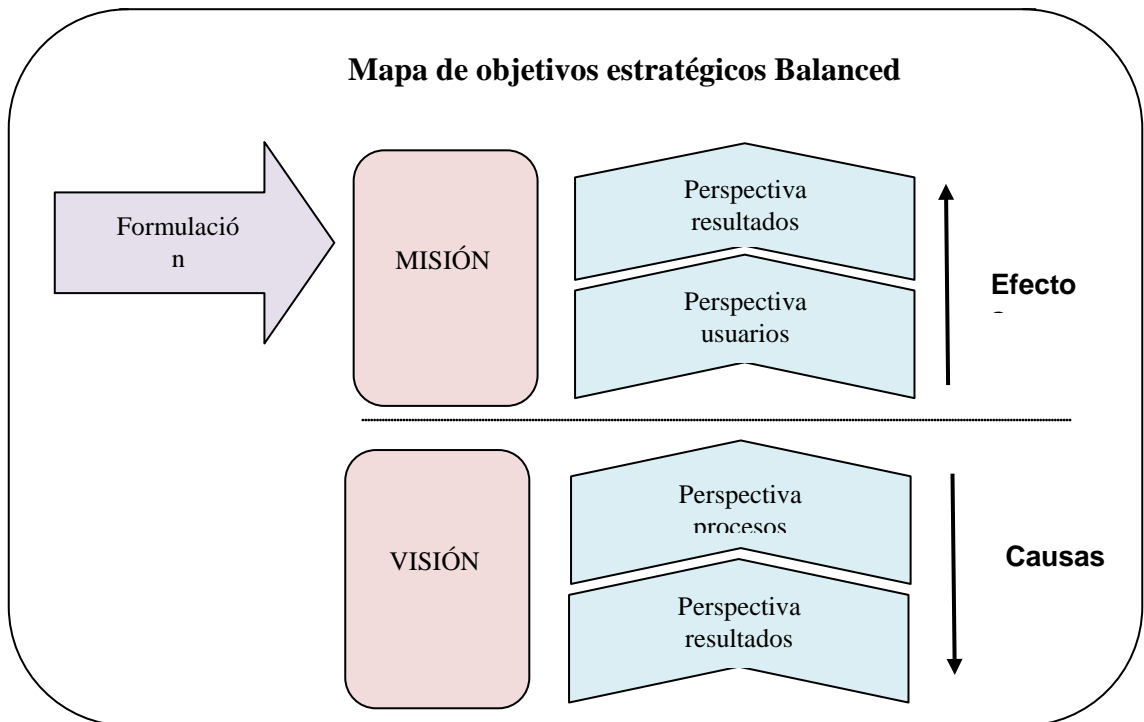 Mapa de objetivos estratégicos Balanced
Formulació
n
MISIÓN
Perspectiva
resultados
Perspectiva
usuarios
Efecto
VISIÓN
Perspectiva
procesos
Perspectiva
resultados
Causas